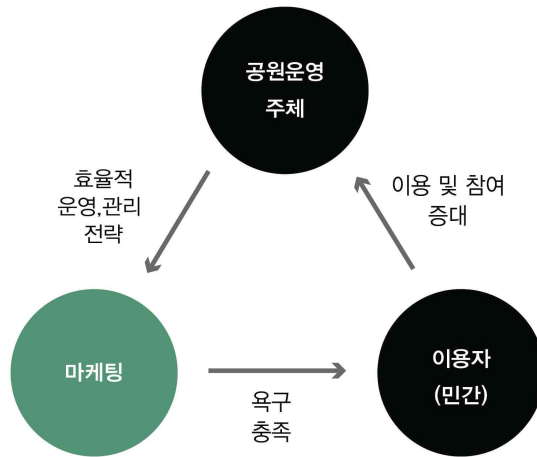 공원운영
주체
효율적
운영,관리
전략
이용 및 참여
증대
마케팅
욕구
충족
이용자
(민간)